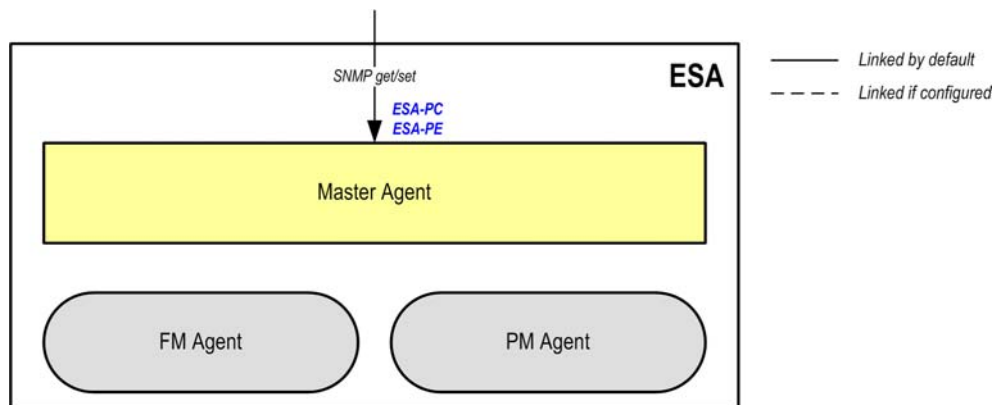 SNMP get/set
ESA
ESA-PC
ESA-PE
Master Agent
FM Agent
PM Agent
Linked by default
Linked if configured